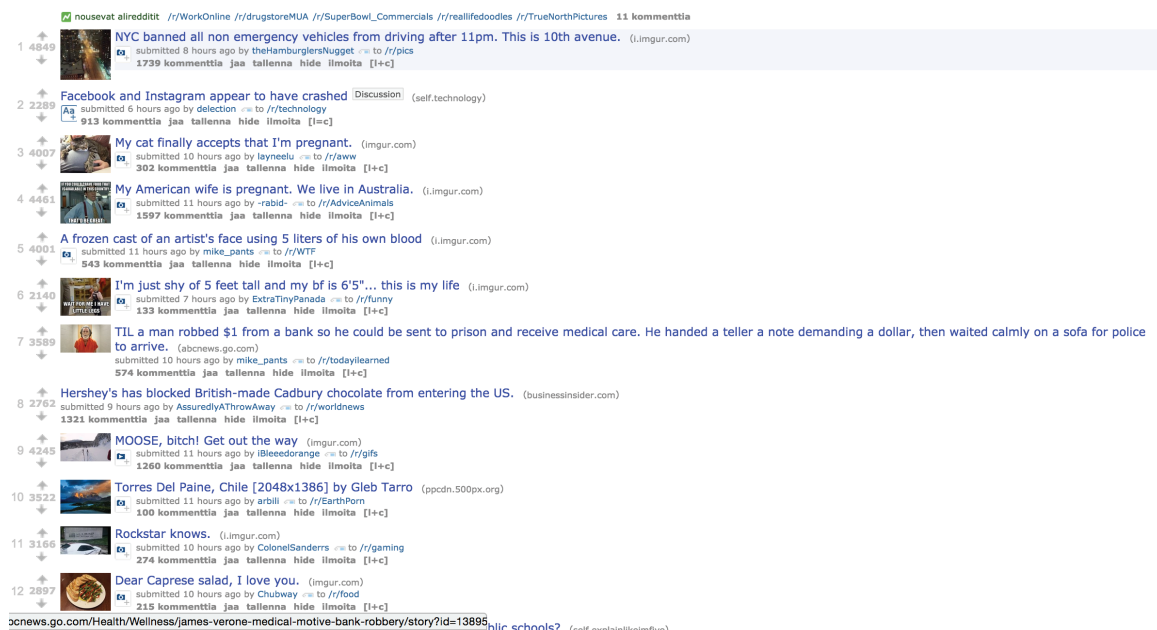 nousevat aliredditit /r/WorkOnline /r/drugstoreMUA /r/SuperBowl_Commercials /r/reallifedoodles /r/TrueNorthPictures 11 kommenttia
1 4849
NYC banned all non emergency vehicles from driving after 11pm. This is 10th avenue. (i.imgur.com)
submitted 8 hours ago by theHamburglersNugget to /r/pics
1739 kommenttia jaa tallenna hide ilmoita [l+c]
2 2289
Facebook and Instagram appear to have crashed Discussion (self.technology)
Aa submitted 6 hours ago by delection to /r/technology
913 kommenttia jaa tallenna hide ilmoita [l=c]
3 4007
My cat finally accepts that I'm pregnant. (imgur.com)
submitted 10 hours ago by layneelu to /r/aww
302 kommenttia jaa tallenna hide ilmoita [l+c]
4 4461
THAT'D BE GREAT
My American wife is pregnant. We live in Australia. (i.imgur.com)
submitted 11 hours ago by -rabid- to /r/AdviceAnimals
1597 kommenttia jaa tallenna hide ilmoita [l+c]
5 4001
A frozen cast of an artist's face using 5 liters of his own blood (i.imgur.com)
submitted 11 hours ago by mike_pants to /r/WTF
543 kommenttia jaa tallenna hide ilmoita [l+c]
6 2140
WAIT FOR ME I HAVE
LITTLE LEGS
I'm just shy of 5 feet tall and my bf is 6'5"... this is my life (i.imgur.com)
submitted 7 hours ago by ExtraTinyPanada to /r/funny
133 kommenttia jaa tallenna hide ilmoita [l+c]
7 3589
TIL a man robbed $1 from a bank so he could be sent to prison and receive medical care. He handed a teller a note demanding a dollar, then waited calmly on a sofa for police
to arrive. (abcnews.go.com)
submitted 10 hours ago by mike_pants to /r/todayilearned
574 kommenttia jaa tallenna hide ilmoita [l+c]
8 2762
Hershey's has blocked British-made Cadbury chocolate from entering the US. (businessinsider.com)
submitted 9 hours ago by AssuredlyAThrowAway to /r/worldnews
1321 kommenttia jaa tallenna hide ilmoita [l+c]
9 4245
MOOSE, bitch! Get out the way (imgur.com)
submitted 11 hours ago by iBleeedorange to /r/gifs
1260 kommenttia jaa tallenna hide ilmoita [l+c]
10 3522
Torres Del Paine, Chile [2048x1386] by Gleb Tarro (ppcdn.500px.org)
submitted 11 hours ago by arbili to /r/EarthPorn
100 kommenttia jaa tallenna hide ilmoita [l+c]
11 3166
Rockstar knows. (i.imgur.com)
submitted 10 hours ago by ColonelSanderrs to /r/gaming
274 kommenttia jaa tallenna hide ilmoita [l+c]
12 2897
Dear Caprese salad, I love you. (imgur.com)
submitted 10 hours ago by Chubway to /r/food
215 kommenttia jaa tallenna hide ilmoita [l+c]
bcnews.go.com/Health/Wellness/james-verone-medical-motive-bank-robbery/story?id=13895
blic schools? (self.explainlikeimfive)